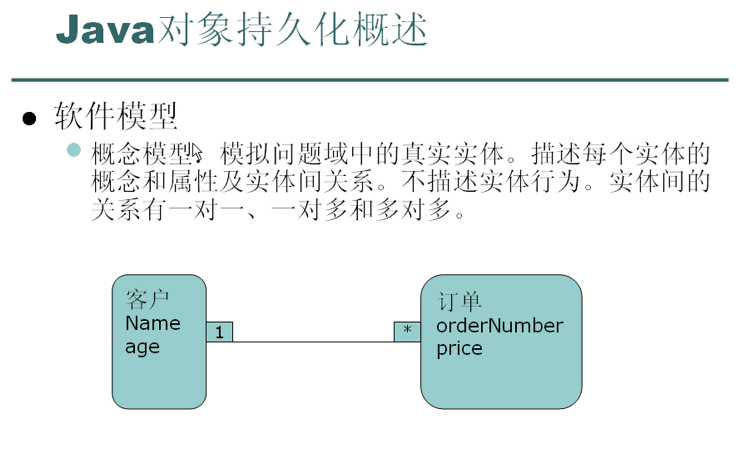 Java对象持久化概述
软件模型
概念模型：模拟问题域中的真实实体。描述每个实体的
概念和属性及实体间关系。不描述实体行为。实体间的
关系有一对一、一对多和多对多。
客户
Name
age
1
*
订单
orderNumber
price